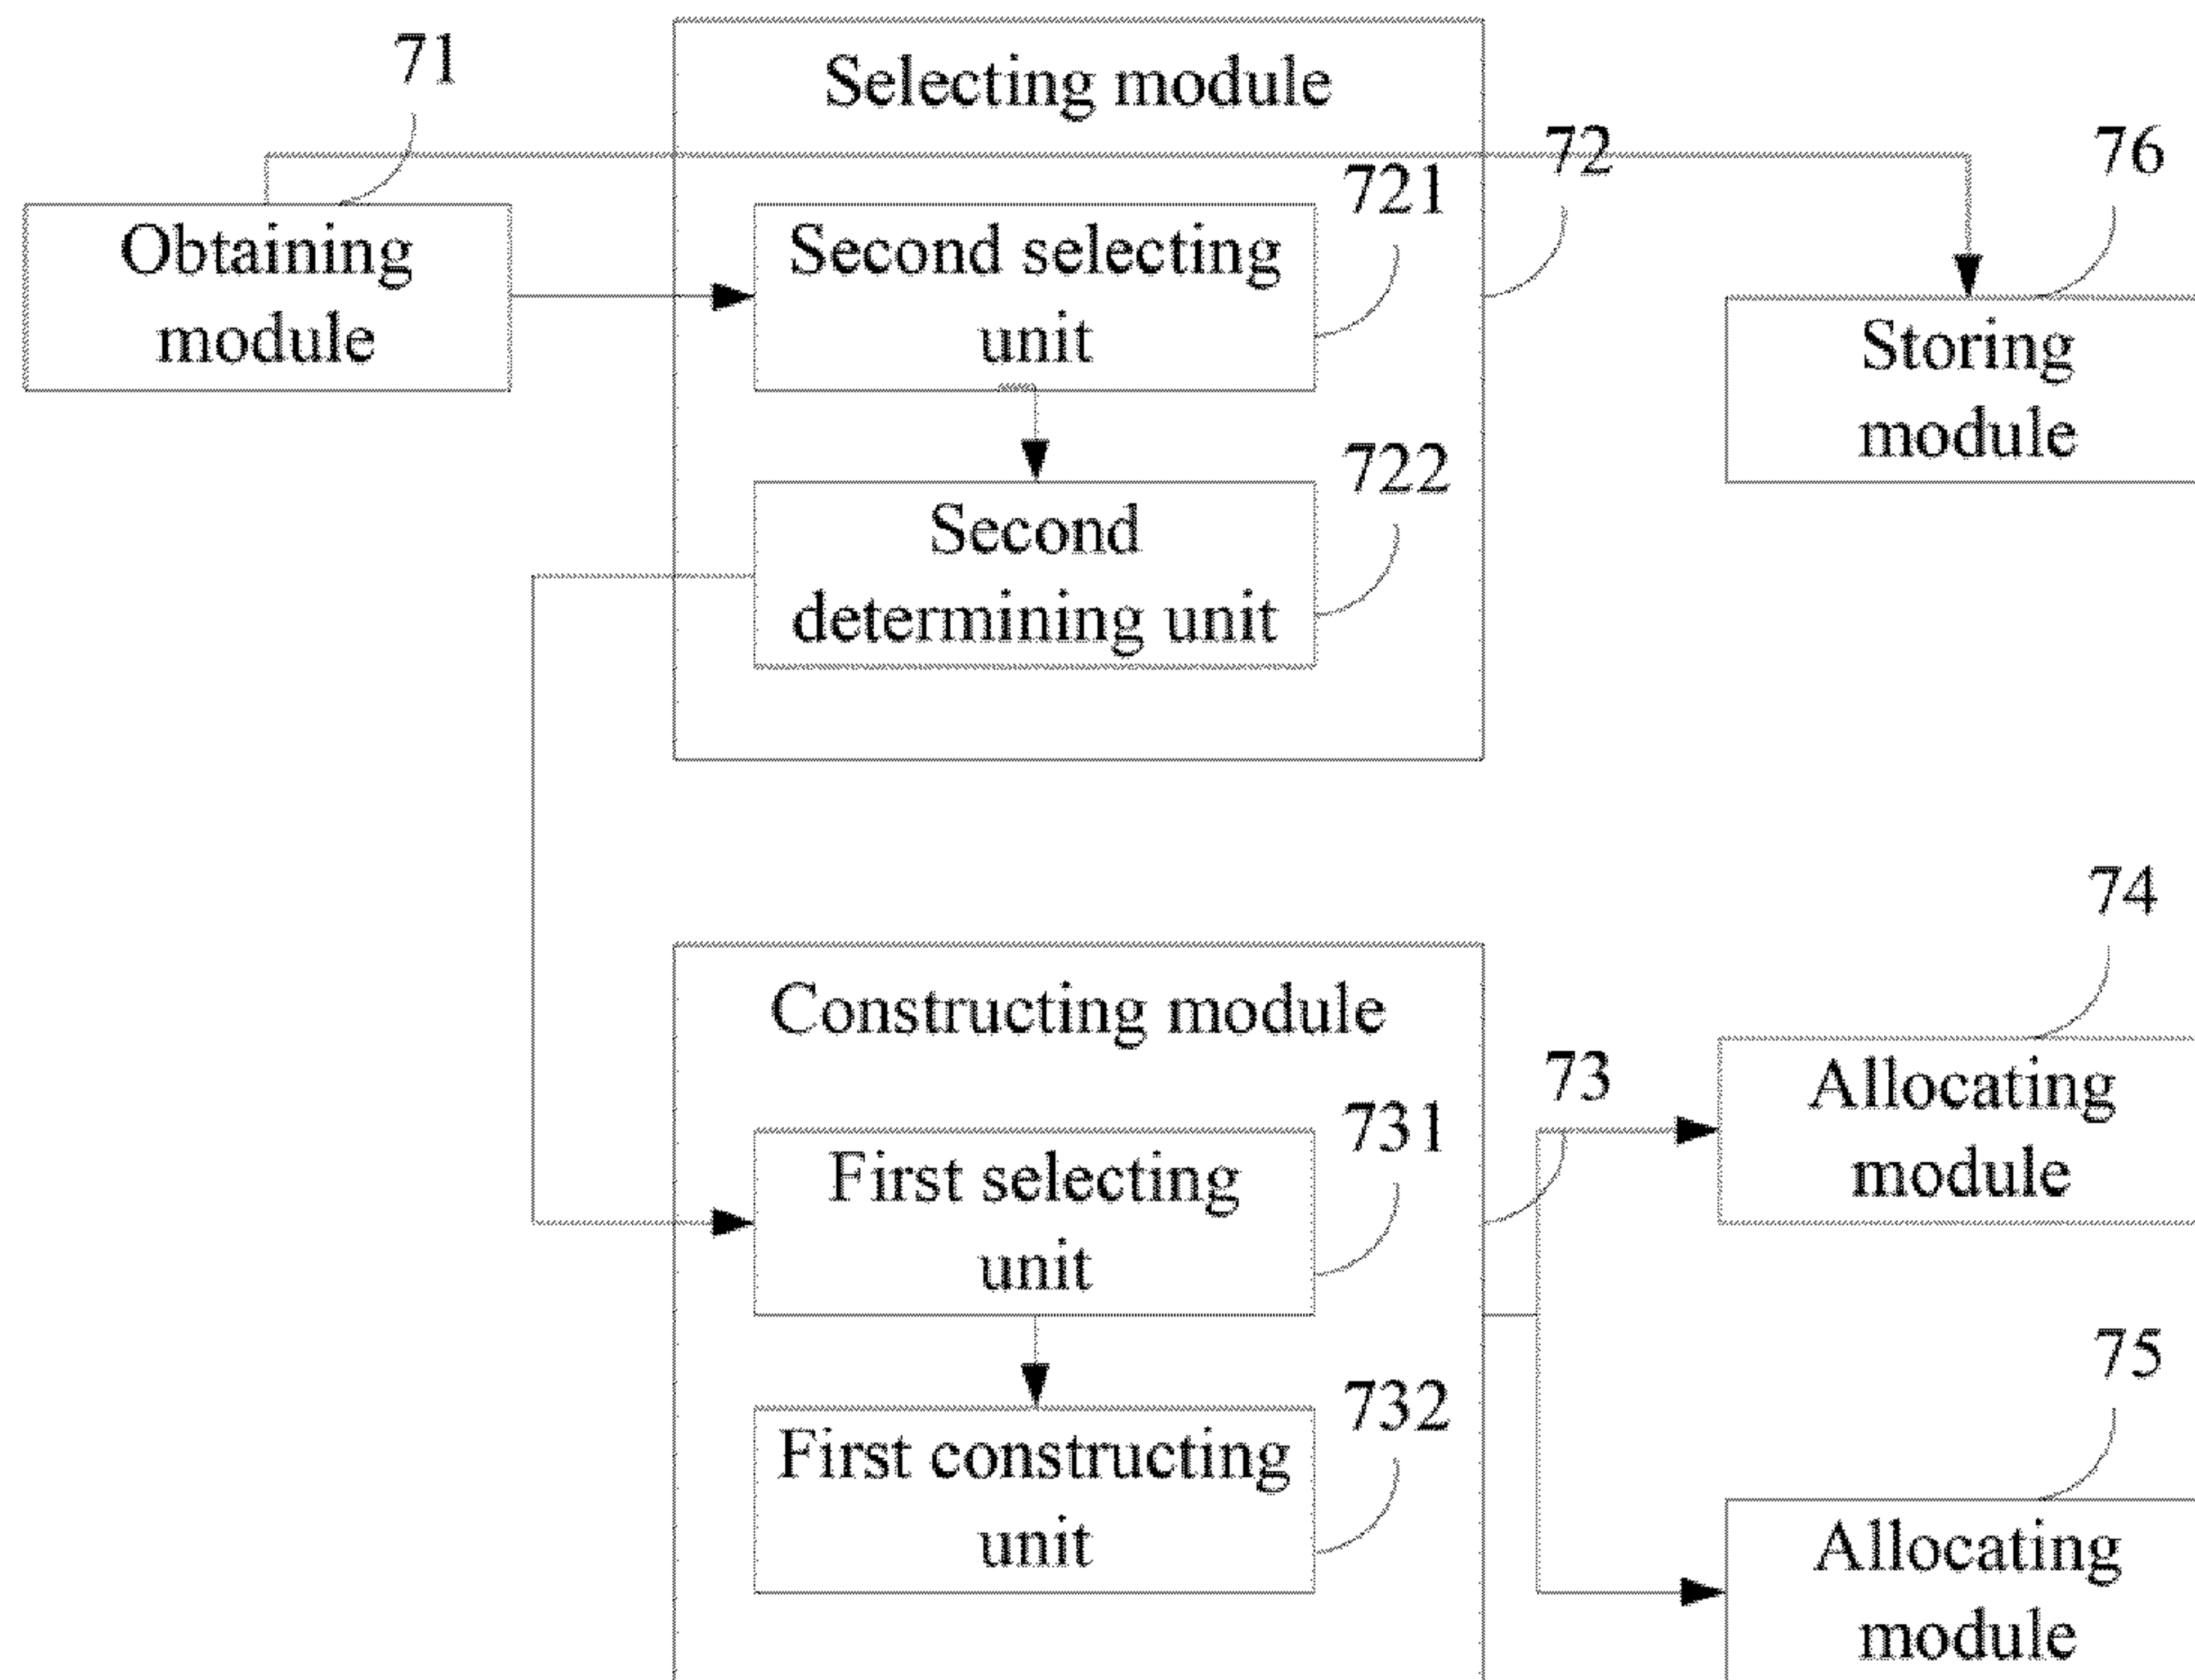 71
Selecting module
72
76
721
Obtaining
module
Second selecting
unit
Storing
module
722
Second
determining unit
74
Constructing module
73
Allocating
module
731
First selecting
unit
75
732
First constructing
unit
Allocating
module